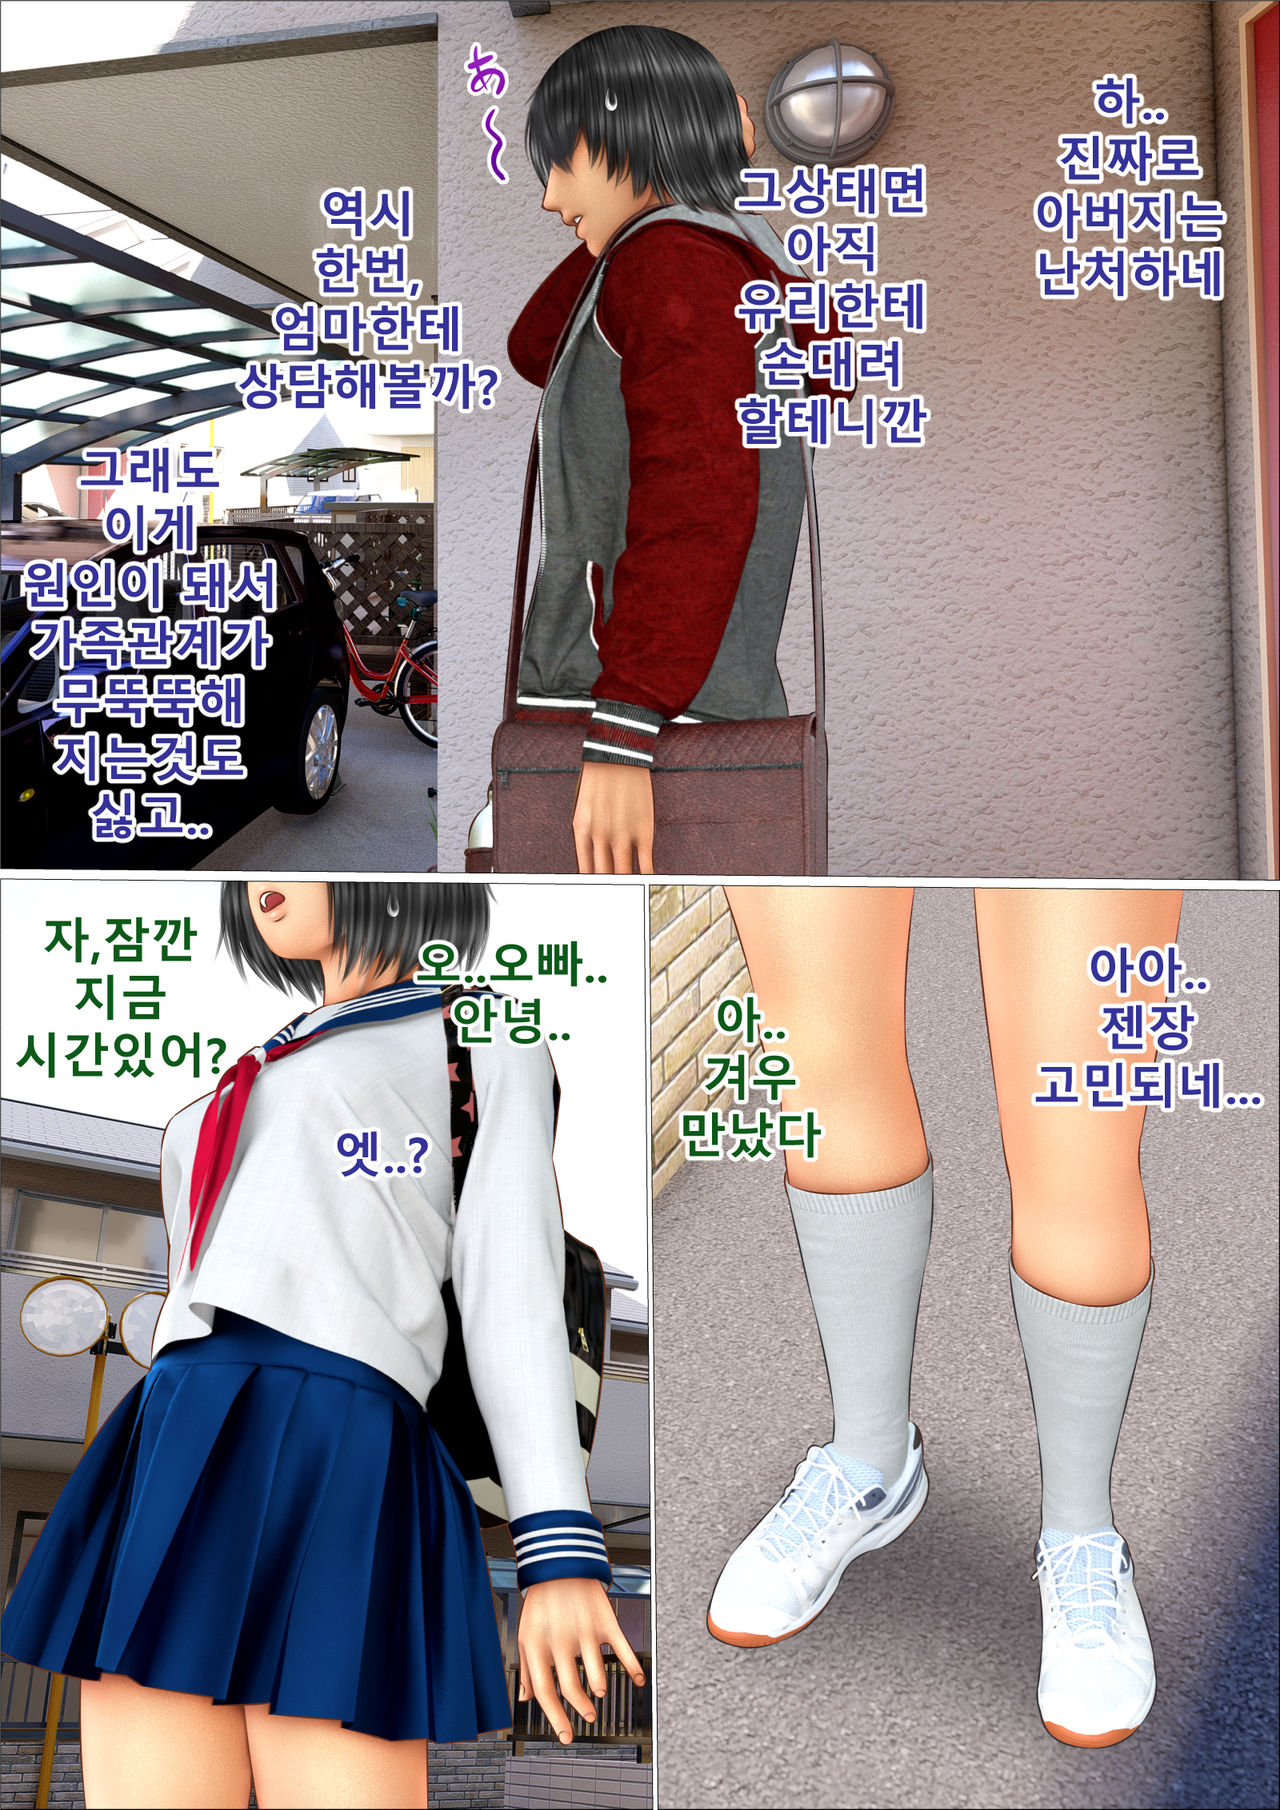 하..
진짜로
아버지는
난처하네
그상태면
아직
유리한테
손대려
할테니깐
あ～
역시
한번,
엄마한테
상담해볼까?
그래도
이게
원인이 돼서
가족관계가
무뚝뚝해
지는것도
싫고..
아아..
젠장
고민되네...
아..
겨우
만났다
오..오빠..
안녕..
엣..?
자,잠깐
지금
시간있어?